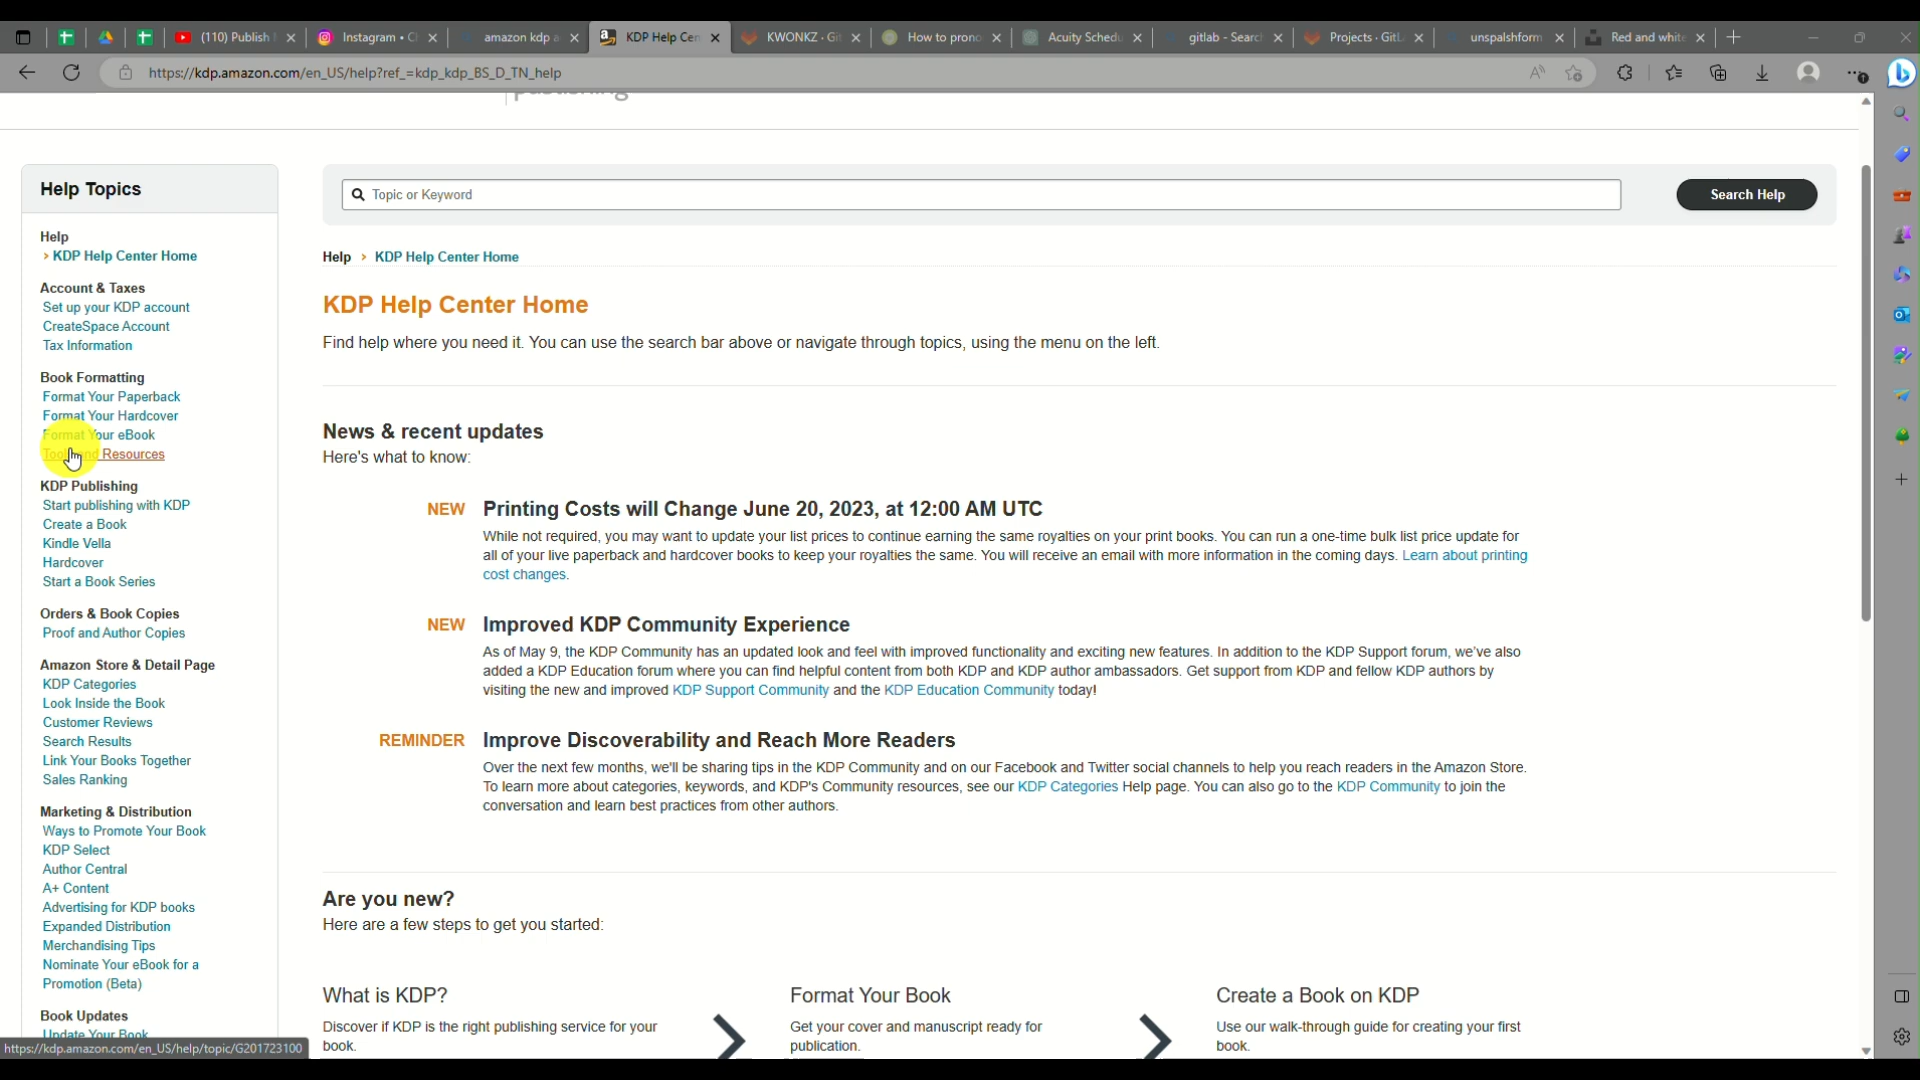 (110) Publish
Instagram • C
amazon kdp a
KDP Help Cen
KWONKZ · Git
How to prono
Acuity Schedu
gitlab - Search
Projects · GitL
unspalshform
Red and white
https://kdp.amazon.com/en_US/help?ref_=kdp_kdp_BS_D_TN_help
publishing
Help Topics
Help
› KDP Help Center Home
Account & Taxes
Set up your KDP account
CreateSpace Account
Tax Information
Book Formatting
Format Your Paperback
Format Your Hardcover
Format Your eBook
Tools and Resources
KDP Publishing
Start publishing with KDP
Create a Book
Kindle Vella
Hardcover
Start a Book Series
Orders & Book Copies
Proof and Author Copies
Amazon Store & Detail Page
KDP Categories
Look Inside the Book
Customer Reviews
Search Results
Link Your Books Together
Sales Ranking
Marketing & Distribution
Ways to Promote Your Book
KDP Select
Author Central
A+ Content
Advertising for KDP books
Expanded Distribution
Merchandising Tips
Nominate Your eBook for a
Promotion (Beta)
Book Updates
Update Your Book
https://kdp.amazon.com/en_US/help/topic/G201723100
Topic or Keyword
Search Help
Help › KDP Help Center Home
KDP Help Center Home
Find help where you need it. You can use the search bar above or navigate through topics, using the menu on the left.
News & recent updates
Here's what to know:
NEW Printing Costs will Change June 20, 2023, at 12:00 AM UTC
While not required, you may want to update your list prices to continue earning the same royalties on your print books. You can run a one-time bulk list price update for
all of your live paperback and hardcover books to keep your royalties the same. You will receive an email with more information in the coming days. Learn about printing
cost changes.
NEW Improved KDP Community Experience
As of May 9, the KDP Community has an updated look and feel with improved functionality and exciting new features. In addition to the KDP Support forum, we've also
added a KDP Education forum where you can find helpful content from both KDP and KDP author ambassadors. Get support from KDP and fellow KDP authors by
visiting the new and improved KDP Support Community and the KDP Education Community today!
REMINDER Improve Discoverability and Reach More Readers
Over the next few months, we'll be sharing tips in the KDP Community and on our Facebook and Twitter social channels to help you reach readers in the Amazon Store.
To learn more about categories, keywords, and KDP's Community resources, see our KDP Categories Help page. You can also go to the KDP Community to join the
conversation and learn best practices from other authors.
Are you new?
Here are a few steps to get you started:
What is KDP?
Discover if KDP is the right publishing service for your
book.
Format Your Book
Get your cover and manuscript ready for
publication.
Create a Book on KDP
Use our walk-through guide for creating your first
book.